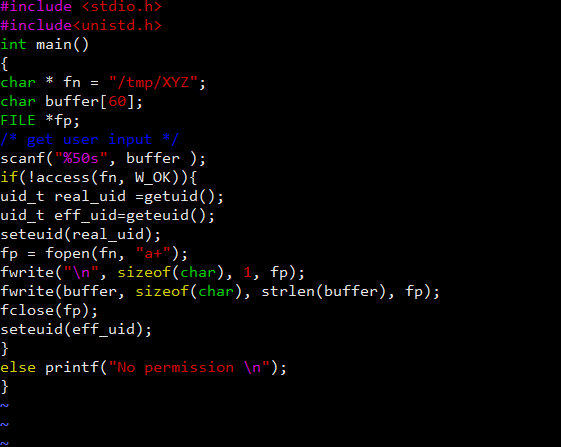 #include <stdio.h>
#include<unistd.h>
int main()
{
char * fn = "/tmp/XYZ";
char buffer[60];
FILE *fp;
/* get user input */
scanf("%50s", buffer );
if(!access(fn, W_OK)){
uid_t real_uid =getuid();
uid_t eff_uid=geteuid();
seteuid(real_uid);
fp = fopen(fn, "a+");
fwrite("\n", sizeof(char), 1, fp);
fwrite(buffer, sizeof(char), strlen(buffer), fp);
fclose(fp);
seteuid(eff_uid);
}
else printf("No permission \n");
}
~
~
~